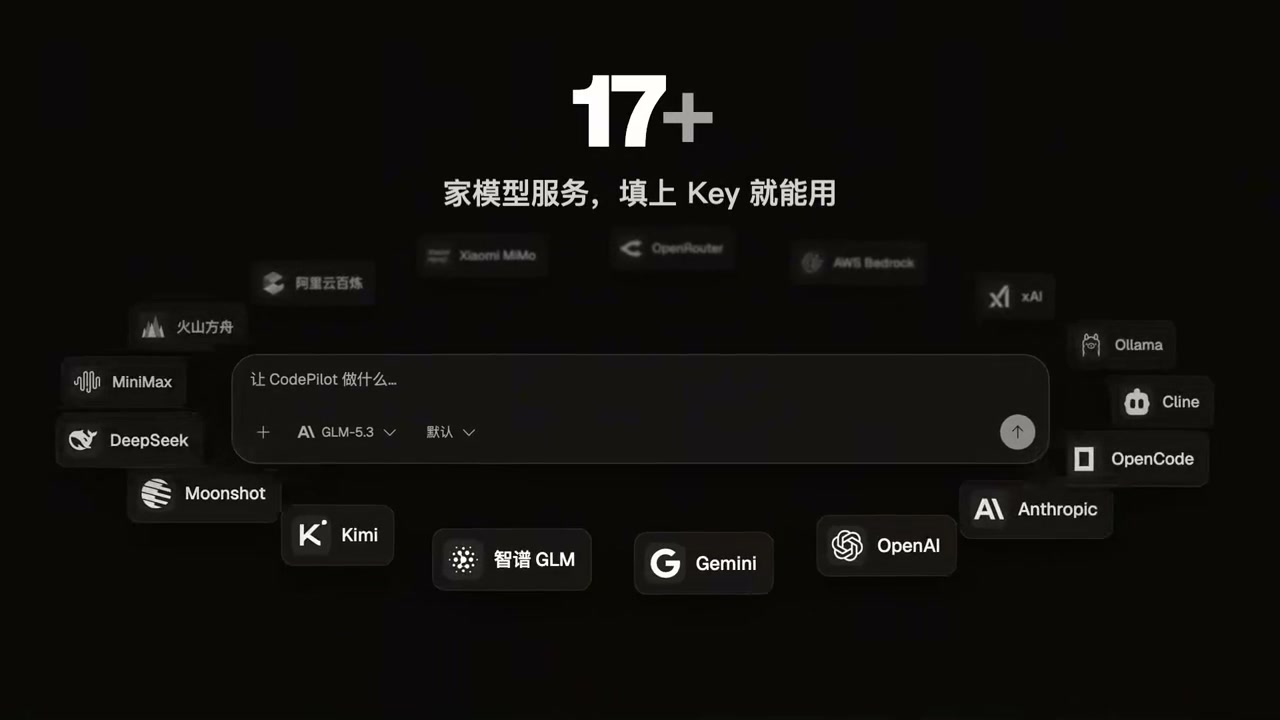 17+
家模型服务，填上 Key 就能用
Xiaomi MiMo
OpenRouter
AWS Bedrock
阿里云百炼
xAI
火山方舟
Ollama
MiniMax
Cline
让 CodePilot 做什么...
GLM-5.3
默认
DeepSeek
OpenCode
Moonshot
Anthropic
Kimi
智谱 GLM
Gemini
OpenAI